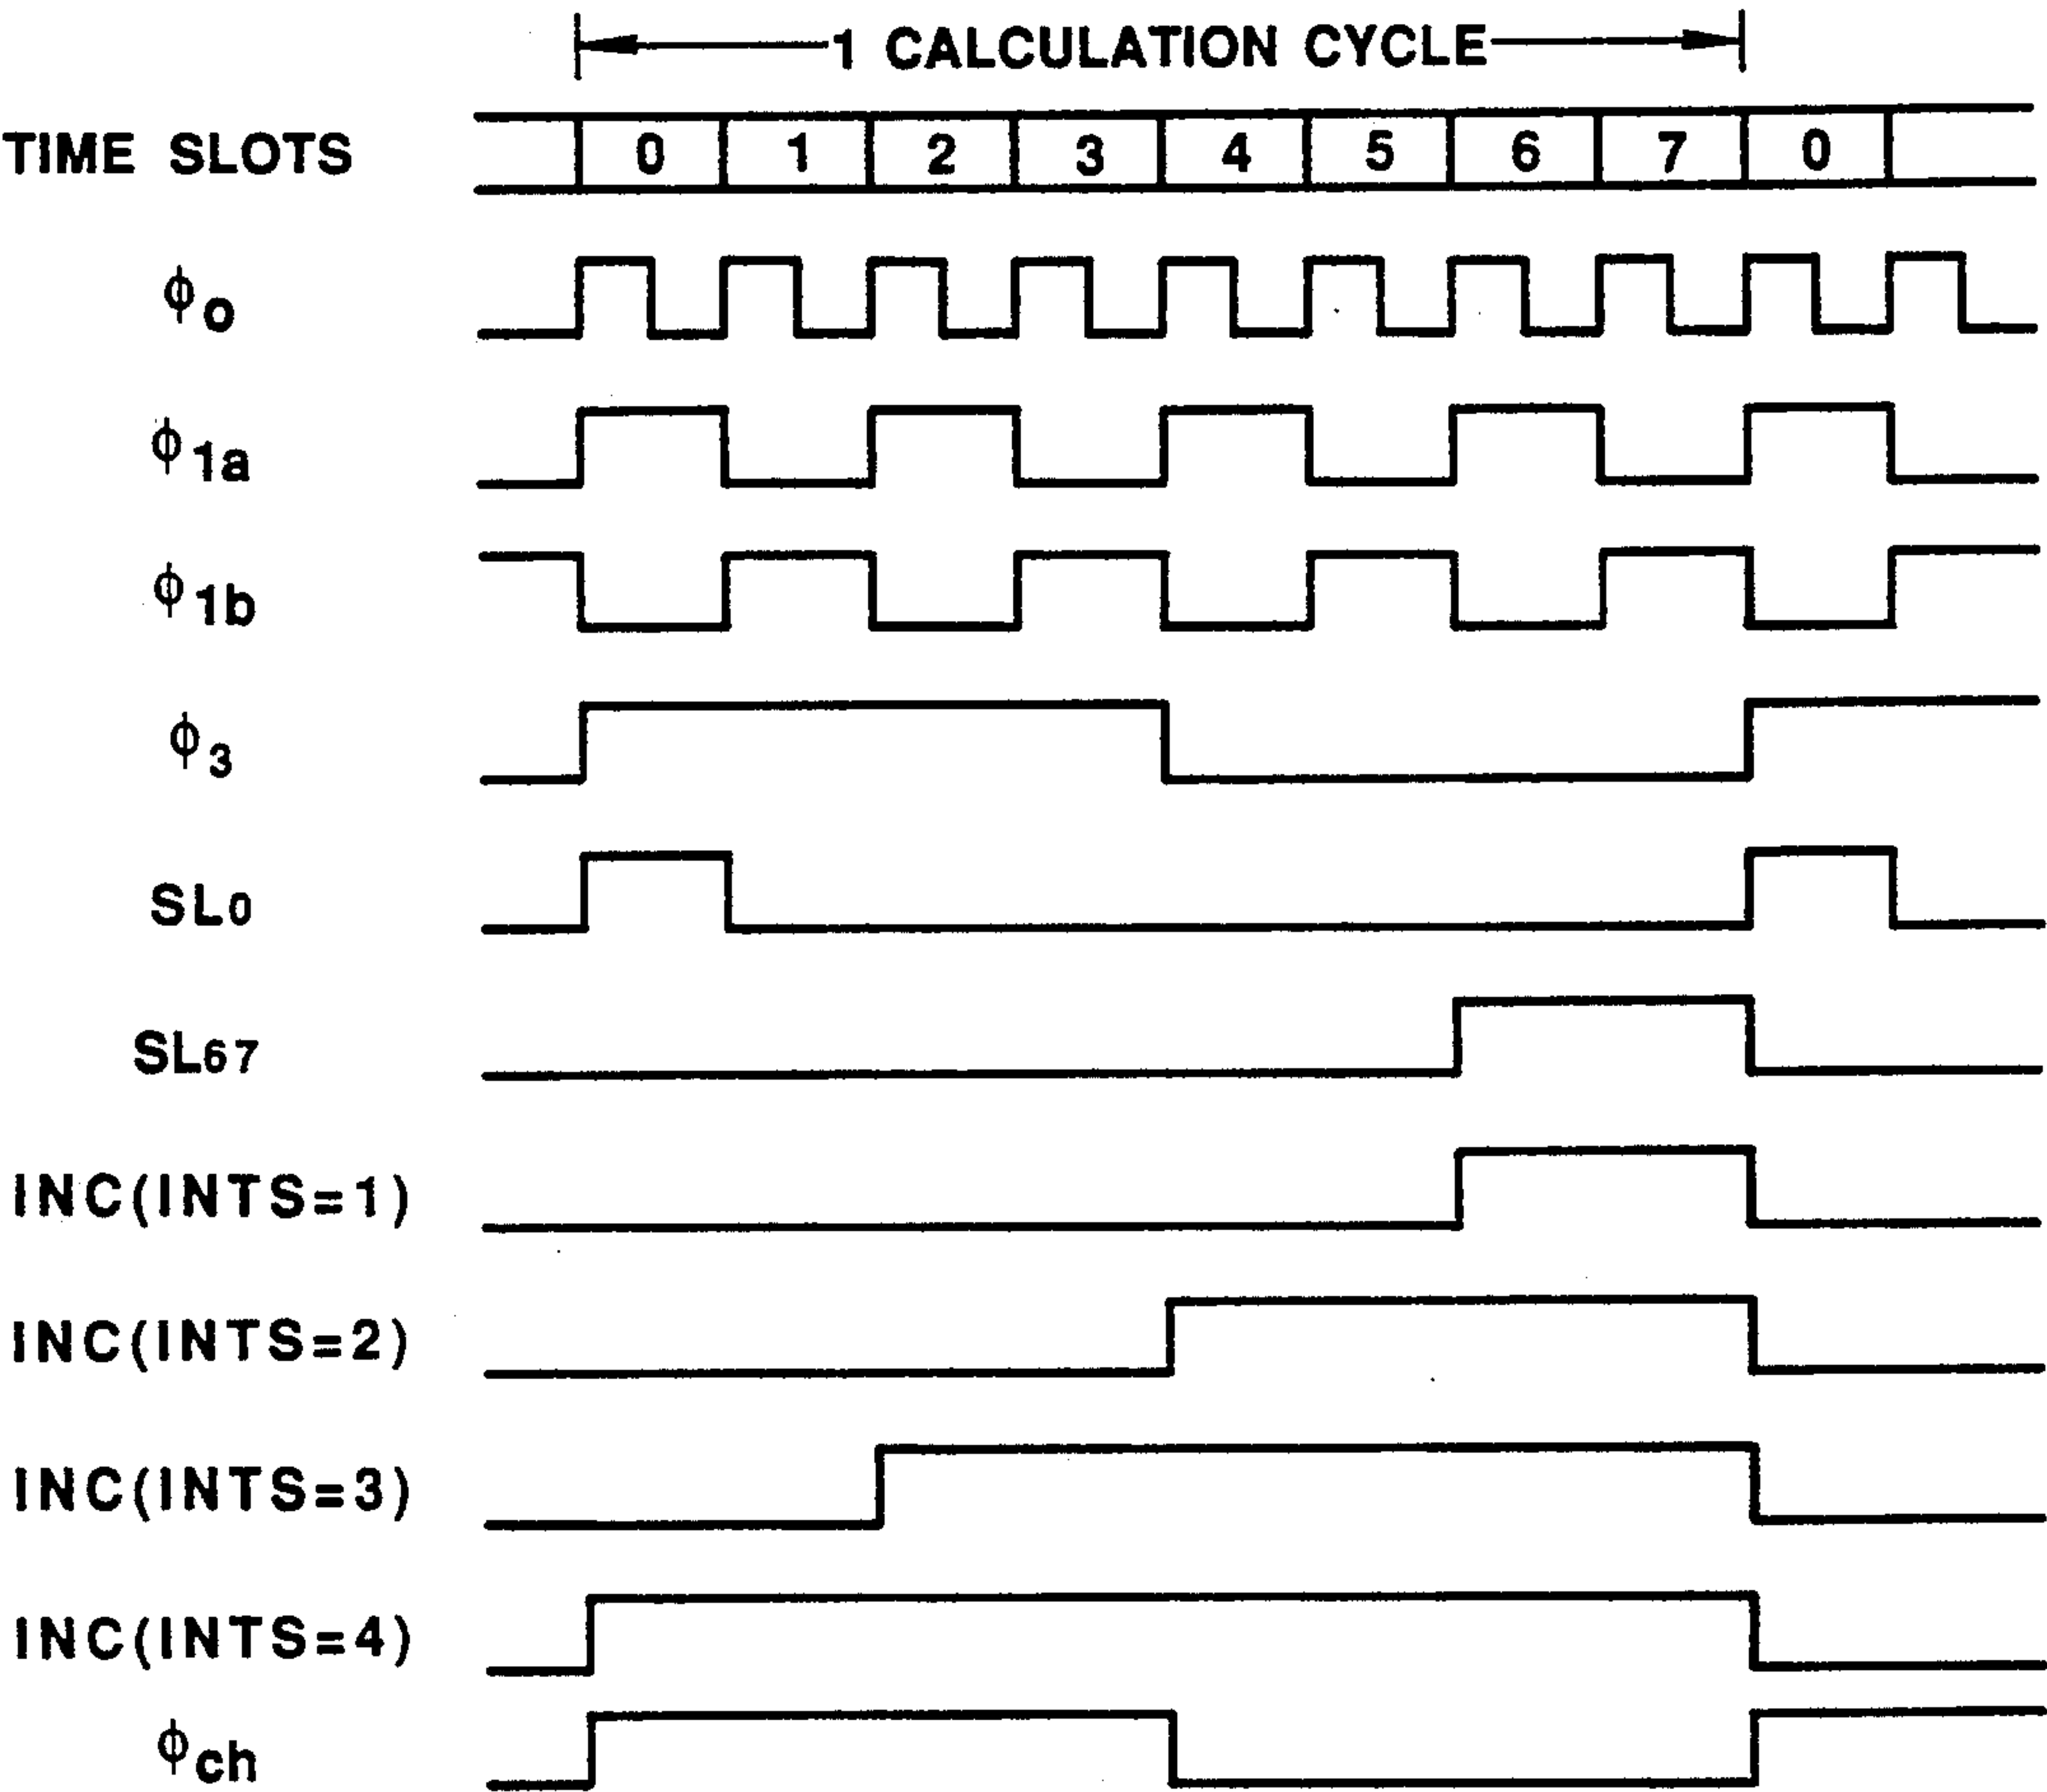 1 CALCULATION CYCLE
TIME SLOTS 0 1 2 3 4 5 6 7 0
ϕ0
ϕ1a
ϕ1b
ϕ3
SL0
SL67
INC(INTS=1)
INC(INTS=2)
INC(INTS=3)
INC(INTS=4)
ϕch